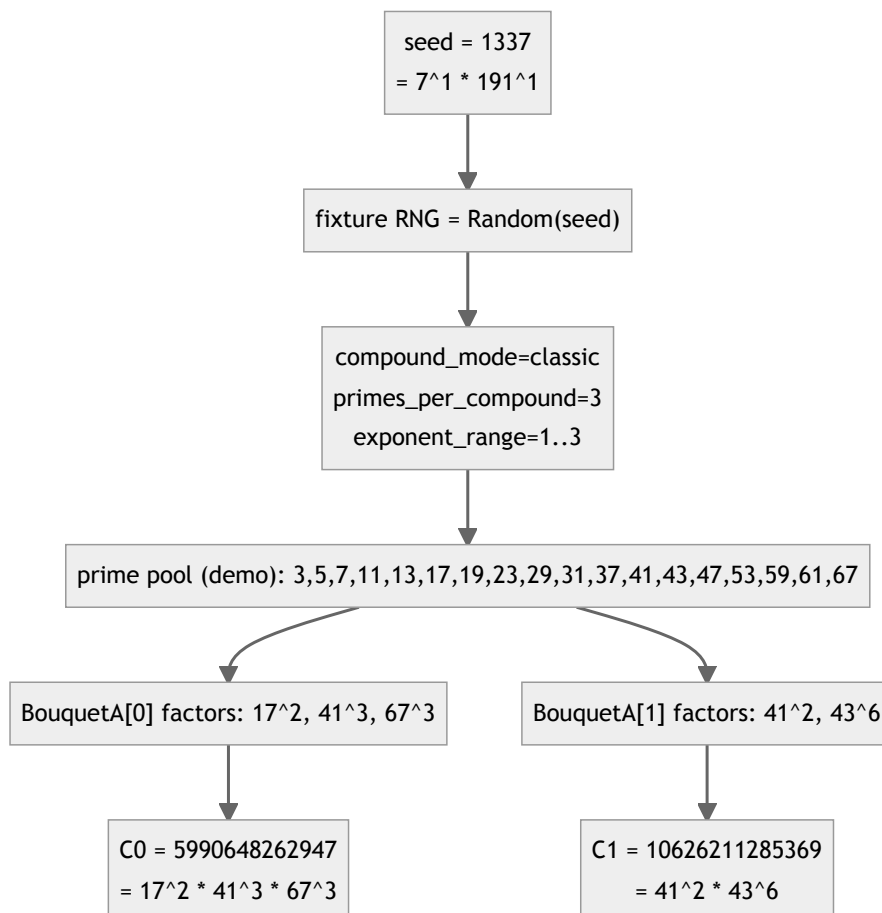 seed = 1337
= 7^1 * 191^1
fixture RNG = Random(seed)
compound_mode=classic
primes_per_compound=3
exponent_range=1..3
prime pool (demo): 3,5,7,11,13,17,19,23,29,31,37,41,43,47,53,59,61,67
BouquetA[0] factors: 17^2, 41^3, 67^3
BouquetA[1] factors: 41^2, 43^6
C0 = 5990648262947
= 17^2 * 41^3 * 67^3
C1 = 10626211285369
= 41^2 * 43^6